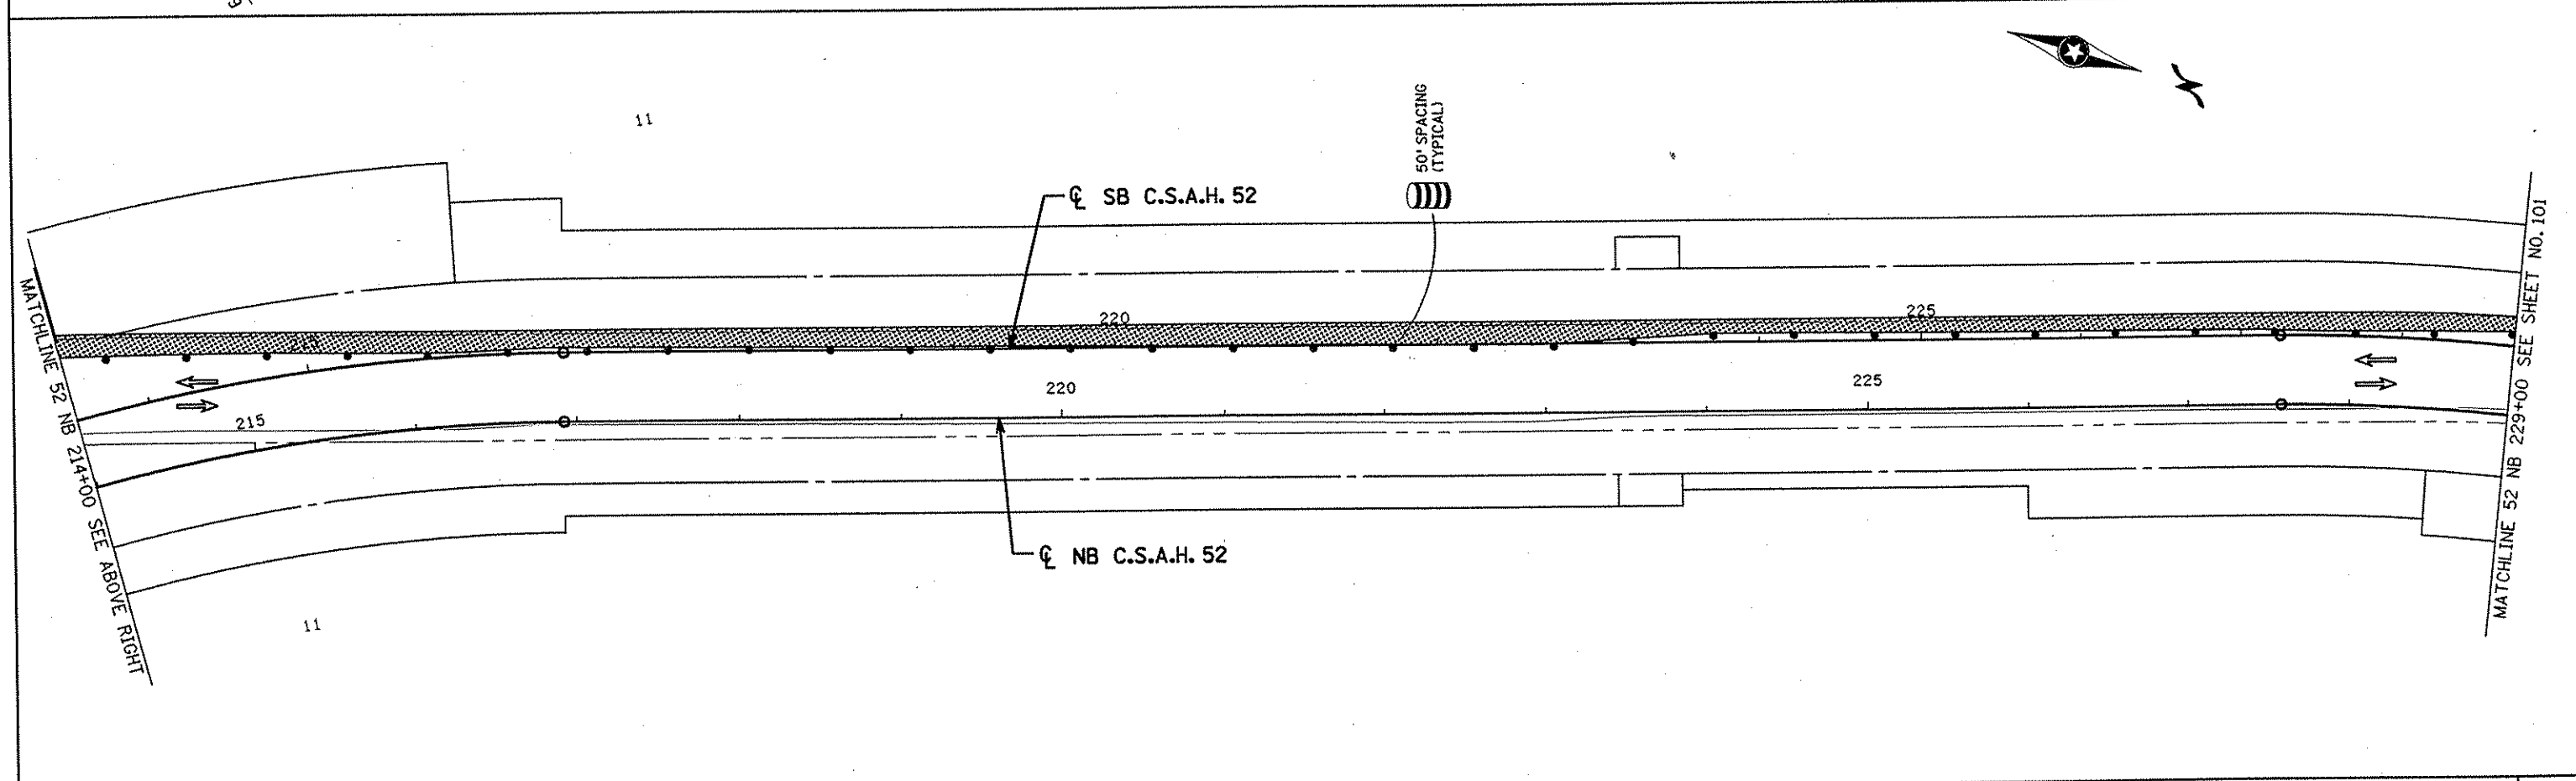 N
11
50' SPACING
(TYPICAL)
℄ SB C.S.A.H. 52
220
225
215
220
225
215
℄ NB C.S.A.H. 52
11
MATCHLINE 52 NB 214+00 SEE ABOVE RIGHT
MATCHLINE 52 NB 229+00 SEE SHEET NO. 101